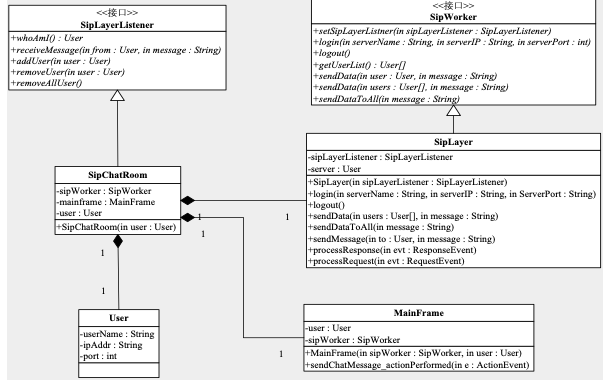 <<接口>>
SipLayerListener
+whoAmI() : User
+receiveMessage(in from : User, in message : String)
+addUser(in user : User)
+removeUser(in user : User)
+removeAllUser()
<<接口>>
SipWorker
+setSipLayerListner(in sipLayerListener : SipLayerListener)
+login(in serverName : String, in serverIP : String, in serverPort : int)
+logout()
+getUserList() : User[]
+sendData(in user : User, in message : String)
+sendData(in users : User[], in message : String)
+sendDataToAll(in message : String)
SipChatRoom
-sipWorker : SipWorker
-mainframe : MainFrame
-user : User
+SipChatRoom(in user : User)
SipLayer
-sipLayerListener : SipLayerListener
-server : User
+SipLayer(in sipLayerListener : SipLayerListener)
+login(in serverName : String, in serverIP : String, in ServerPort : String)
+logout()
+sendData(in users : User[], in message : String)
+sendDataToAll(in message : String)
+sendMessage(in to : User, in message : String)
+processResponse(in evt : ResponseEvent)
+processRequest(in evt : RequestEvent)
1
1
1
1
1
1
User
-userName : String
-ipAddr : String
-port : int
MainFrame
-user : User
-sipWorker : SipWorker
+MainFrame(in sipWorker : SipWorker, in user : User)
+sendChatMessage_actionPerformed(in e : ActionEvent)